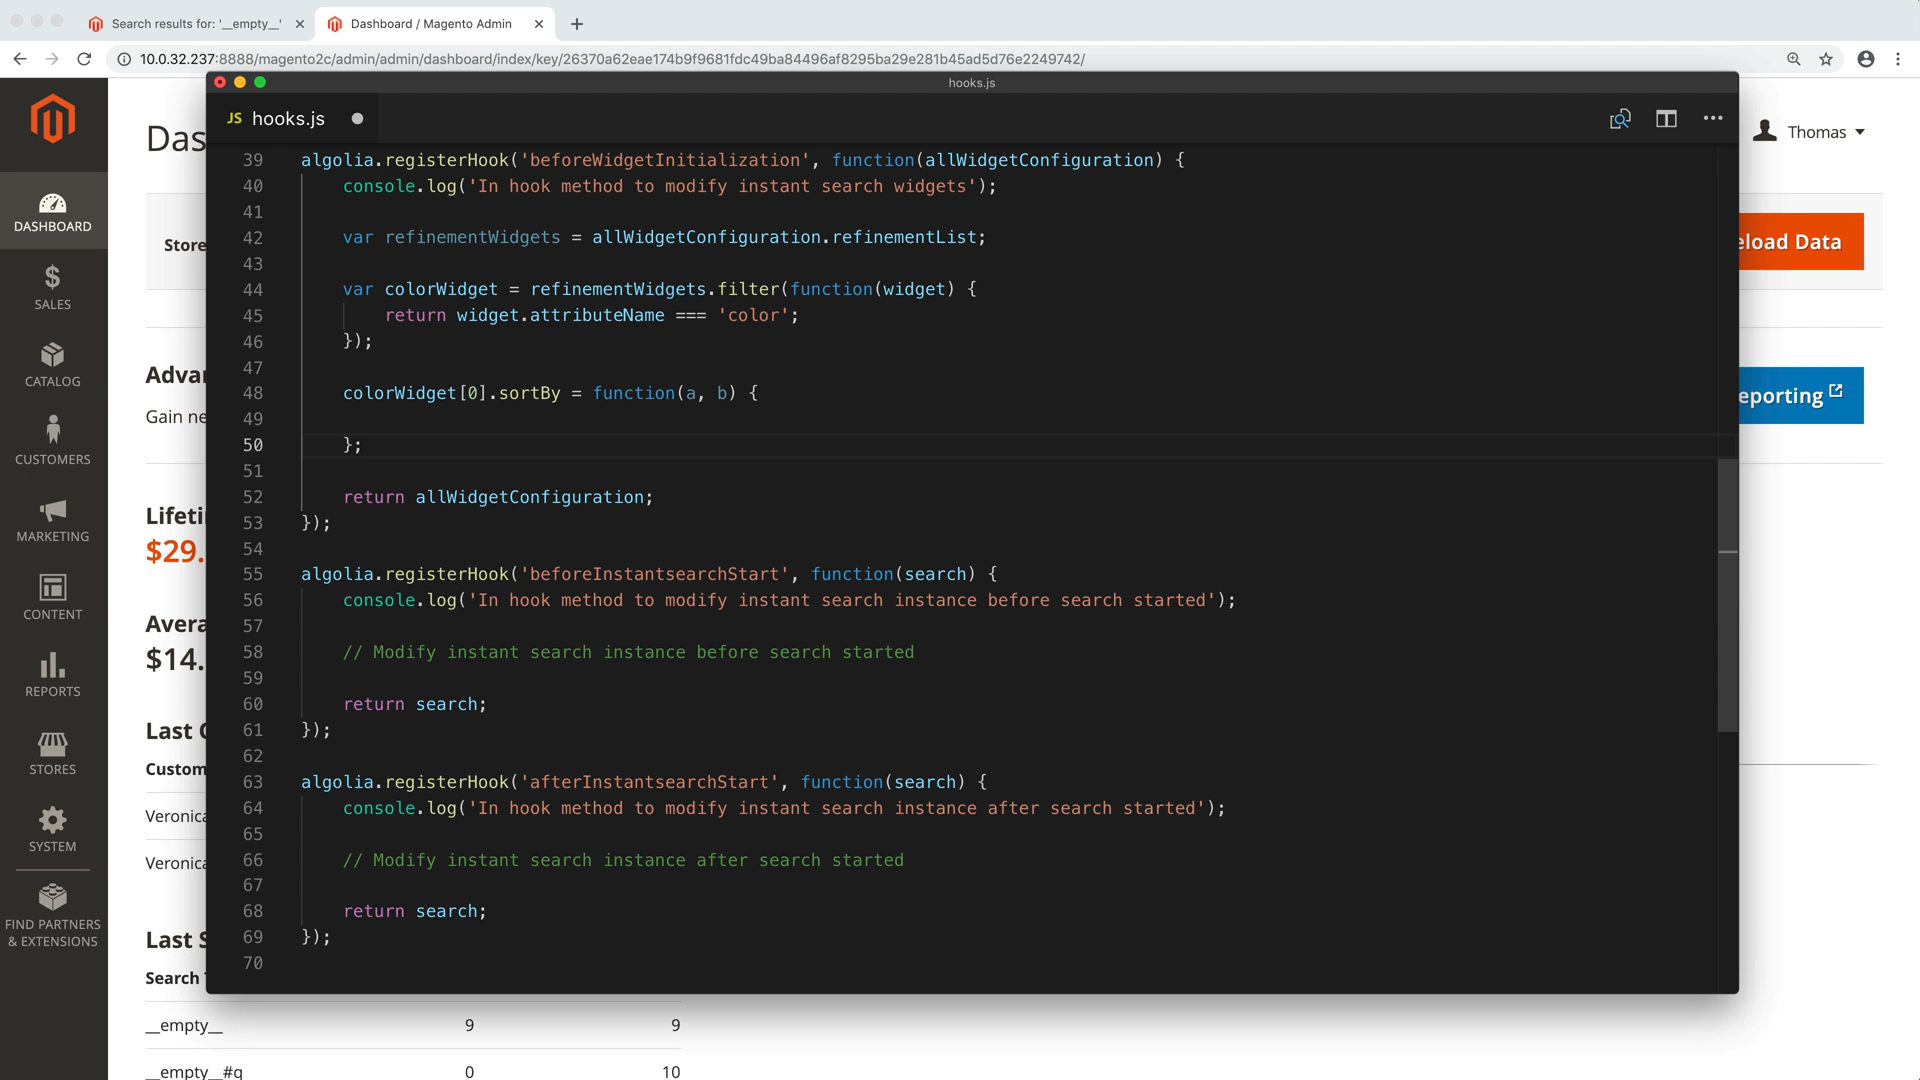 Search results for: '__empty__'
Dashboard / Magento Admin
10.0.32.237:8888/magento2c/admin/admin/dashboard/index/key/26370a62eae174b9f9681fdc49ba84496af8295ba29e281b45ad5d76e2249742/
hooks.js
JS hooks.js
Thomas
DASHBOARD
SALES
CATALOG
CUSTOMERS
MARKETING
CONTENT
REPORTS
STORES
SYSTEM
FIND PARTNERS
& EXTENSIONS
Das
Store
eload Data
Advan
Gain ne
eporting
Lifeti
$29.
Avera
$14.
Last O
Custom
Veronica
Veronica
Last S
Search T
__empty__ 9 9
__empty__#q 0 10
39 algolia.registerHook('beforeWidgetInitialization', function(allWidgetConfiguration) {
40 console.log('In hook method to modify instant search widgets');
41
42 var refinementWidgets = allWidgetConfiguration.refinementList;
43
44 var colorWidget = refinementWidgets.filter(function(widget) {
45 return widget.attributeName === 'color';
46 });
47
48 colorWidget[0].sortBy = function(a, b) {
49
50 };
51
52 return allWidgetConfiguration;
53 });
54
55 algolia.registerHook('beforeInstantsearchStart', function(search) {
56 console.log('In hook method to modify instant search instance before search started');
57
58 // Modify instant search instance before search started
59
60 return search;
61 });
62
63 algolia.registerHook('afterInstantsearchStart', function(search) {
64 console.log('In hook method to modify instant search instance after search started');
65
66 // Modify instant search instance after search started
67
68 return search;
69 });
70